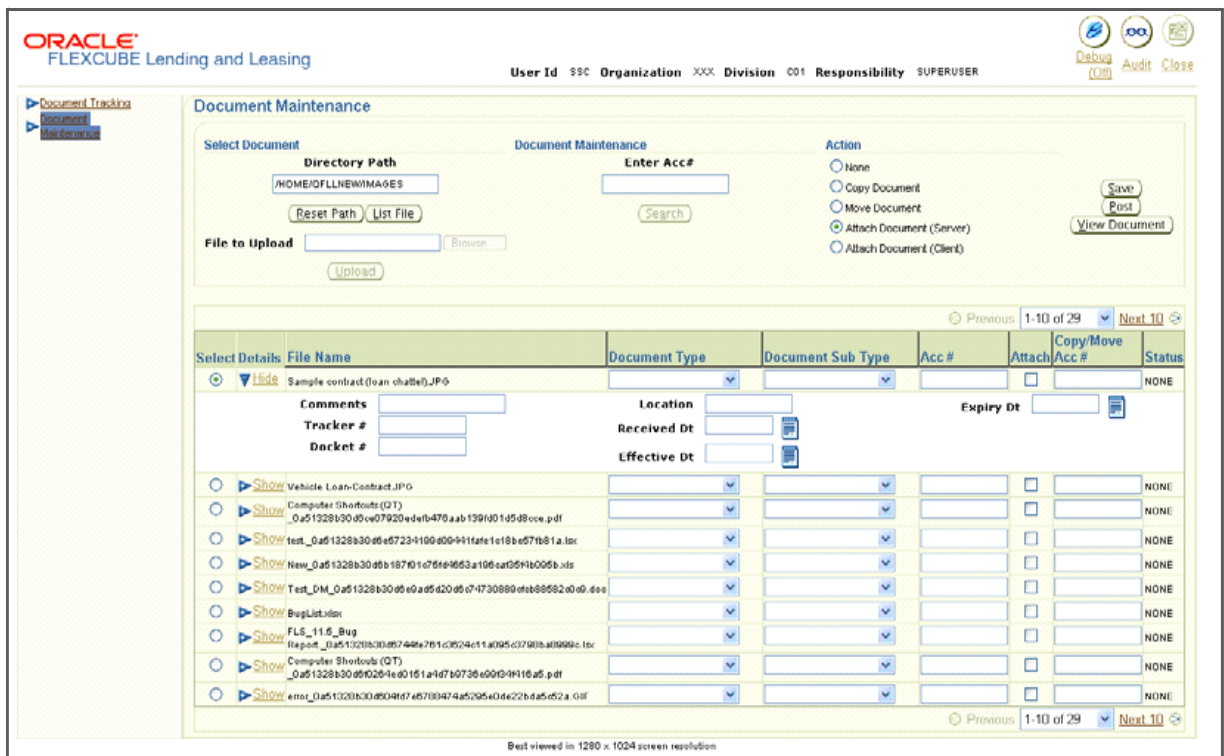 ORACLE
FLEXCUBE Lending and Leasing
User Id SSC Organization XXX Division C01 Responsibility SUPERUSER
Debug (Off) Audit Close
Document Tracking
Document Maintenance
Document Maintenance
Select Document
Directory Path
Reset Path List File
File to Upload Browse...
Upload
Document Maintenance
Enter Acc#
Search
Action
None
Copy Document
Move Document
Attach Document (Server)
Attach Document (Client)
Save
Post
View Document
Previous 1-10 of 29 Next 10
Select Details File Name Document Type Document Sub Type Acc # Attach Copy/Move Acc # Status
Hide Sample contract (loan chattel).JPG NONE
Comments Location Expiry Dt
Tracker # Received Dt
Docket # Effective Dt
Show Vehicle Loan-Contract.JPG NONE
Show Computer Shortcuts (QT) NONE
Show NONE
Show NONE
Show NONE
Show BugList.xlsx NONE
Show FLS_11.5_Bug NONE
Show Computer Shortcuts (QT) NONE
Show NONE
Previous 1-10 of 29 Next 10
Best viewed in 1280 x 1024 screen resolution